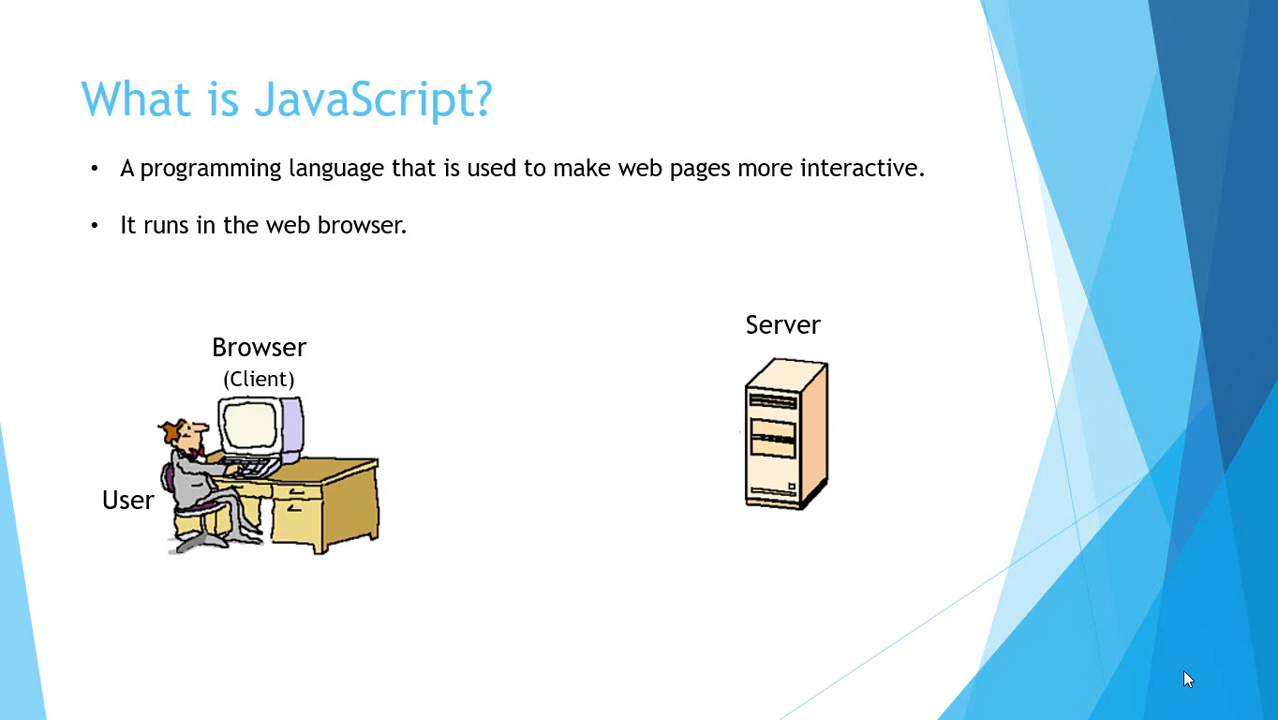 What is JavaScript?
• A programming language that is used to make web pages more interactive.
• It runs in the web browser.
Server
Browser
(Client)
User